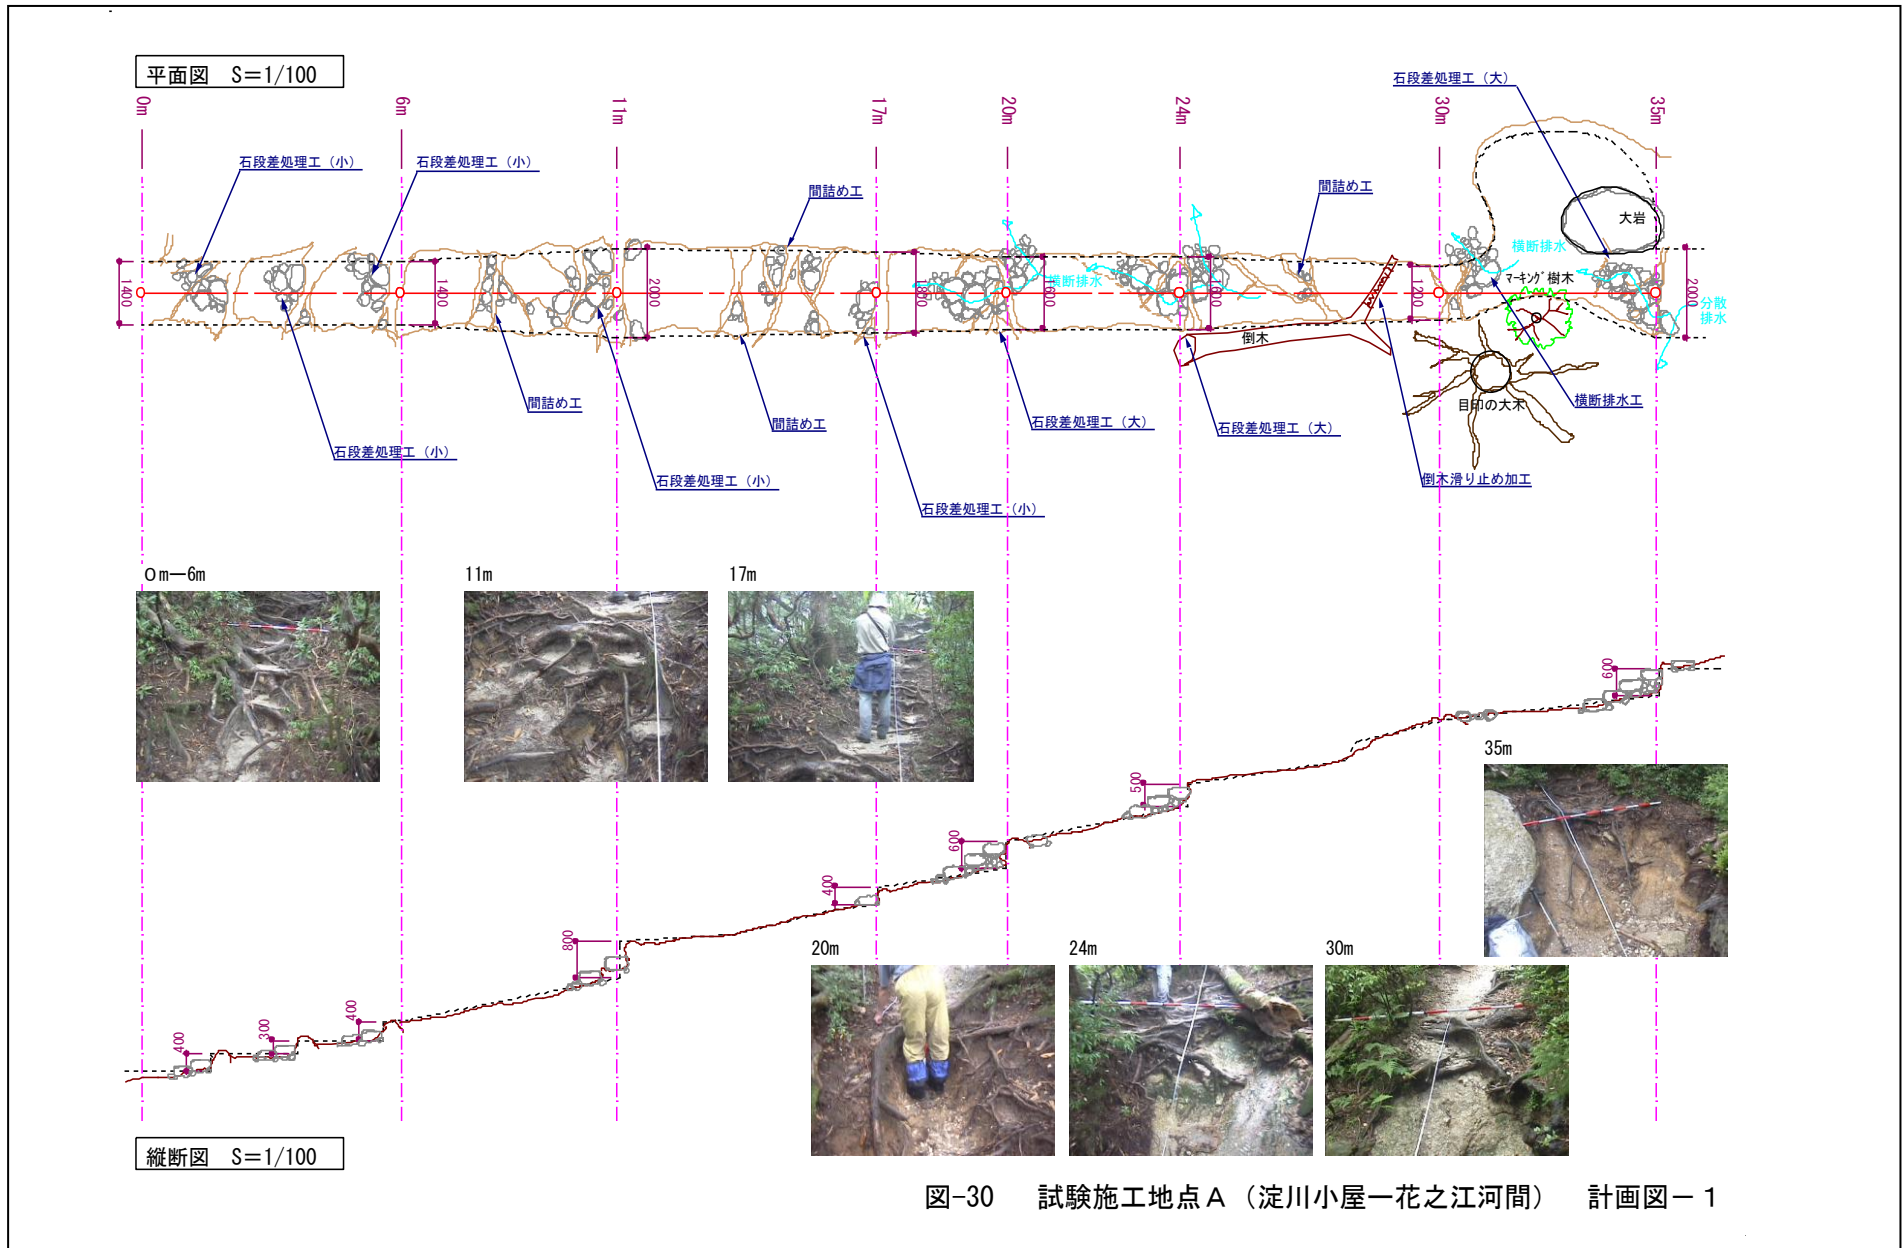 平面図 S=1/100
0m
6m
11m
17m
20m
24m
30m
35m
石段差処理工（大）
石段差処理工（小）
石段差処理工（小）
間詰め工
間詰め工
大岩
横断排水
横断排水
マーキング樹木
分散
排水
1400
1400
2000
1600
1200
2000
倒木
目印の大木
横断排水工
間詰め工
間詰め工
石段差処理工（大）
石段差処理工（大）
石段差処理工（小）
石段差処理工（小）
石段差処理工（小）
倒木滑り止め加工
0m―6m
11m
17m
600
35m
500
600
400
800
400
300
400
20m
24m
30m
縦断図 S=1/100
図-30 試験施工地点A（淀川小屋―花之江河間） 計画図－1